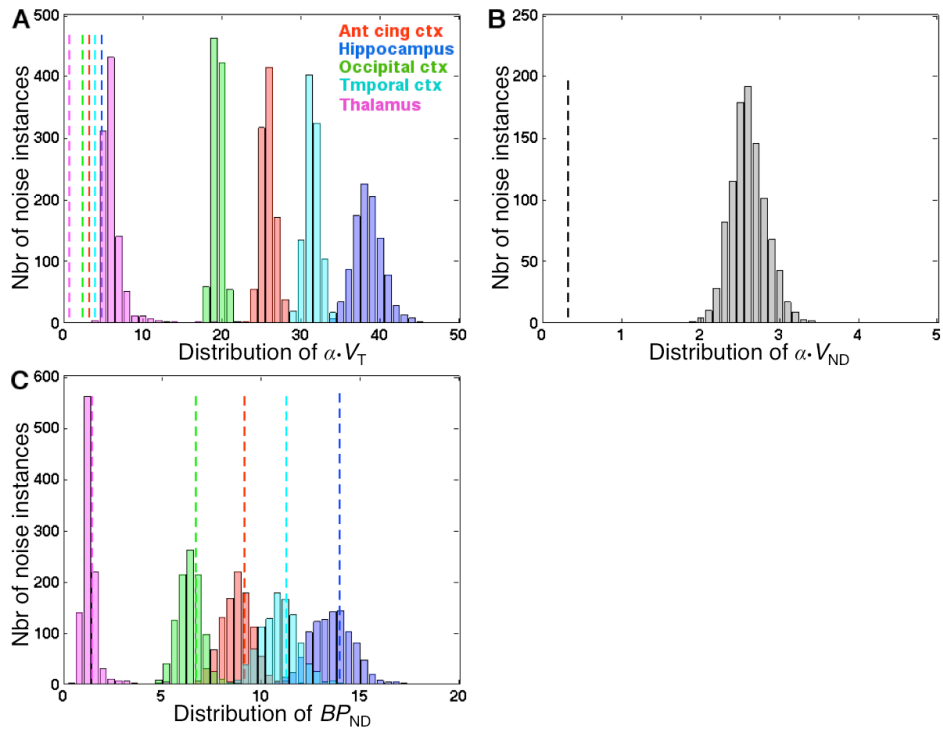 A
500
400
300
200
100
0
Nbr of noise instances
Ant cing ctx
Hippocampus
Occipital ctx
Tmporal ctx
Thalamus
0 10 20 30 40 50
Distribution of α·V_T
B
250
200
150
100
50
0
Nbr of noise instances
0 1 2 3 4 5
Distribution of α·V_ND
C
600
500
400
300
200
100
0
Nbr of noise instances
0 5 10 15 20
Distribution of BP_ND